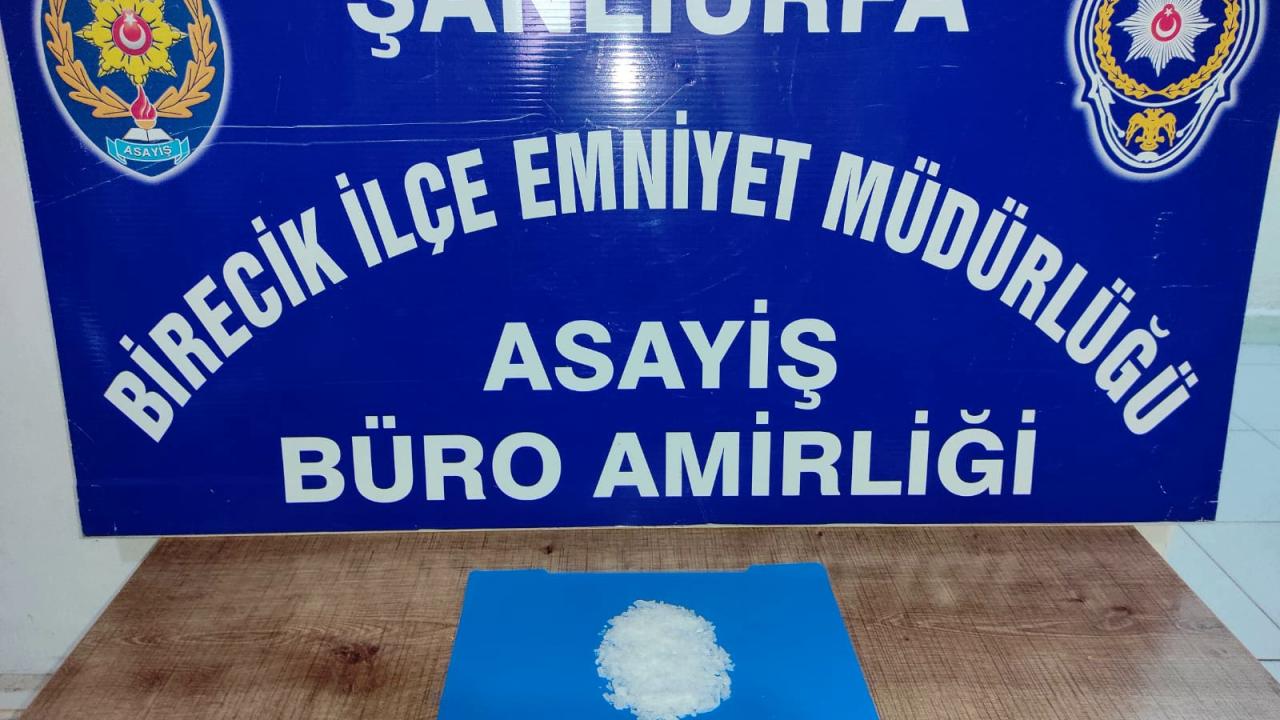 ŞANLIURFA
BİRECİK İLÇE EMNİYET MÜDÜRLÜĞÜ
ASAYİŞ
BÜRO AMİRLİĞİ
ASAYİŞ